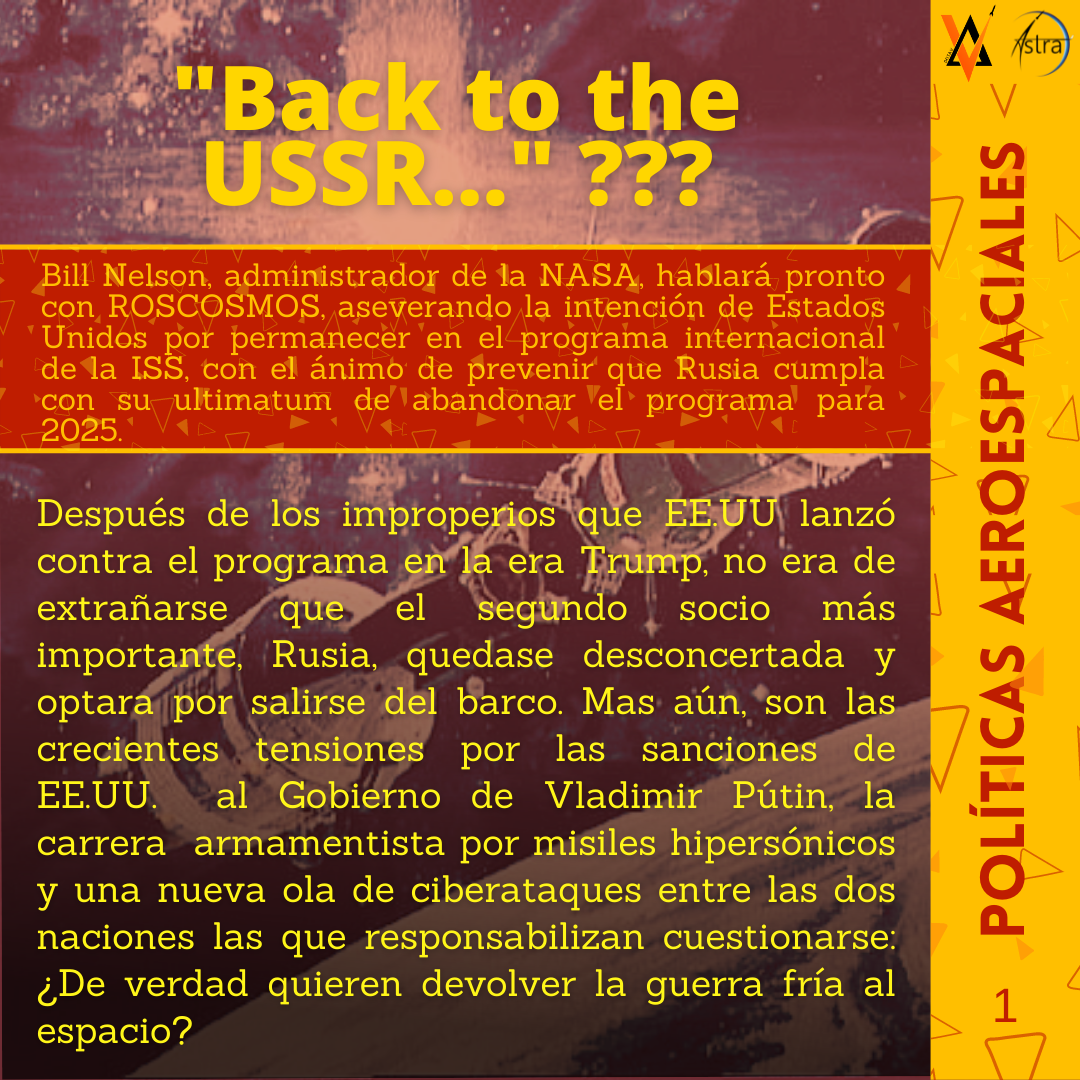 "Back to the
USSR..." ???
Bill Nelson, administrador de la NASA, hablará pronto
con ROSCOSMOS, aseverando la intención de Estados
Unidos por permanecer en el programa internacional
de la ISS, con el ánimo de prevenir que Rusia cumpla
con su ultimatum de abandonar el programa para
2025.
Después de los improperios que EE.UU lanzó
contra el programa en la era Trump, no era de
extrañarse que el segundo socio más
importante, Rusia, quedase desconcertada y
optara por salirse del barco. Mas aún, son las
crecientes tensiones por las sanciones de
EE.UU. al Gobierno de Vladimir Pútin, la
carrera armamentista por misiles hipersónicos
y una nueva ola de ciberataques entre las dos
naciones las que responsabilizan cuestionarse:
¿De verdad quieren devolver la guerra fría al
espacio?
Astra
POLÍTICAS AEROESPACIALES
1